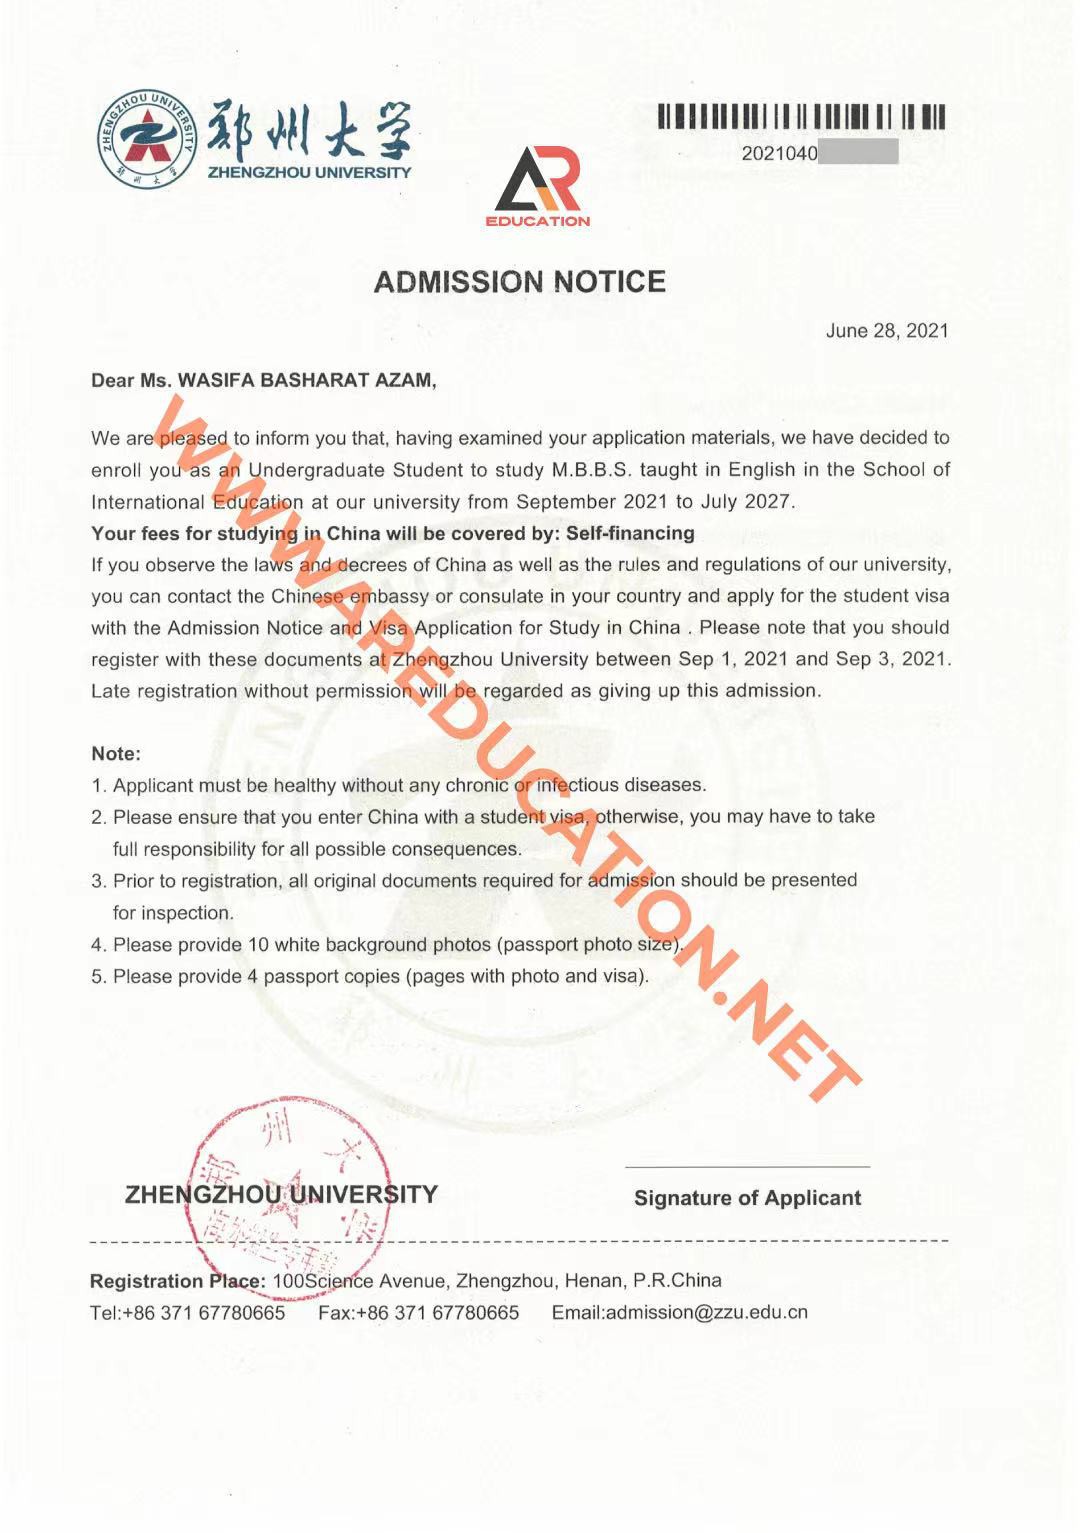 ZHENGZHOU UNIVERSITY
郑州大学
郑州大学
ZHENGZHOU UNIVERSITY
2021040
AR
EDUCATION
ADMISSION NOTICE
June 28, 2021
Dear Ms. WASIFA BASHARAT AZAM,
We are pleased to inform you that, having examined your application materials, we have decided to
enroll you as an Undergraduate Student to study M.B.B.S. taught in English in the School of
International Education at our university from September 2021 to July 2027.
Your fees for studying in China will be covered by: Self-financing
If you observe the laws and decrees of China as well as the rules and regulations of our university,
you can contact the Chinese embassy or consulate in your country and apply for the student visa
with the Admission Notice and Visa Application for Study in China . Please note that you should
register with these documents at Zhengzhou University between Sep 1, 2021 and Sep 3, 2021.
Late registration without permission will be regarded as giving up this admission.
Note:
1. Applicant must be healthy without any chronic or infectious diseases.
2. Please ensure that you enter China with a student visa, otherwise, you may have to take
full responsibility for all possible consequences.
3. Prior to registration, all original documents required for admission should be presented
for inspection.
4. Please provide 10 white background photos (passport photo size).
5. Please provide 4 passport copies (pages with photo and visa).
WWW.AREDUCATION.NET
郑州大学
ZHENGZHOU UNIVERSITY
Signature of Applicant
Registration Place: 100Science Avenue, Zhengzhou, Henan, P.R.China
Tel:+86 371 67780665 Fax:+86 371 67780665 Email:admission@zzu.edu.cn